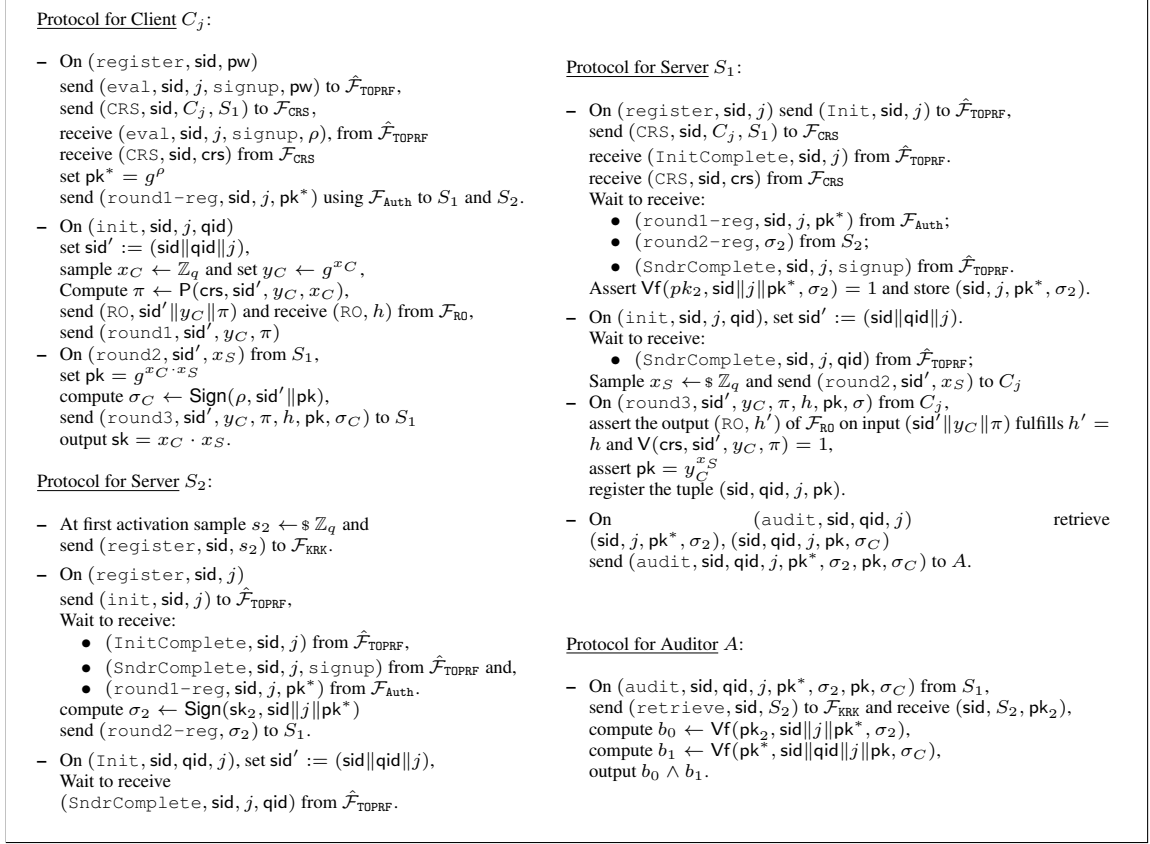 Protocol for Client C_j:
– On (register, sid, pw)
send (eval, sid, j, signup, pw) to F̂_TOPRF,
send (CRS, sid, C_j, S_1) to F_CRS,
receive (eval, sid, j, signup, ρ), from F̂_TOPRF
receive (CRS, sid, crs) from F_CRS
set pk* = g^ρ
send (round1-reg, sid, j, pk*) using F_Auth to S_1 and S_2.
– On (init, sid, j, qid)
set sid′ := (sid‖qid‖j),
sample x_C ← ℤ_q and set y_C ← g^{x_C},
Compute π ← P(crs, sid′, y_C, x_C),
send (RO, sid′‖y_C‖π) and receive (RO, h) from F_RO,
send (round1, sid′, y_C, π)
– On (round2, sid′, x_S) from S_1,
set pk = g^{x_C·x_S}
compute σ_C ← Sign(ρ, sid′‖pk),
send (round3, sid′, y_C, π, h, pk, σ_C) to S_1
output sk = x_C · x_S.
Protocol for Server S_2:
– At first activation sample s_2 ←$ ℤ_q and
send (register, sid, s_2) to F_KRK.
– On (register, sid, j)
send (init, sid, j) to F̂_TOPRF,
Wait to receive:
• (InitComplete, sid, j) from F̂_TOPRF,
• (SndrComplete, sid, j, signup) from F̂_TOPRF and,
• (round1-reg, sid, j, pk*) from F_Auth.
compute σ_2 ← Sign(sk_2, sid‖j‖pk*)
send (round2-reg, σ_2) to S_1.
– On (Init, sid, qid, j), set sid′ := (sid‖qid‖j),
Wait to receive
(SndrComplete, sid, j, qid) from F̂_TOPRF.
Protocol for Server S_1:
– On (register, sid, j) send (Init, sid, j) to F̂_TOPRF,
send (CRS, sid, C_j, S_1) to F_CRS
receive (InitComplete, sid, j) from F̂_TOPRF.
receive (CRS, sid, crs) from F_CRS
Wait to receive:
• (round1-reg, sid, j, pk*) from F_Auth;
• (round2-reg, σ_2) from S_2;
• (SndrComplete, sid, j, signup) from F̂_TOPRF.
Assert Vf(pk_2, sid‖j‖pk*, σ_2) = 1 and store (sid, j, pk*, σ_2).
– On (init, sid, j, qid), set sid′ := (sid‖qid‖j).
Wait to receive:
• (SndrComplete, sid, j, qid) from F̂_TOPRF;
Sample x_S ←$ ℤ_q and send (round2, sid′, x_S) to C_j
– On (round3, sid′, y_C, π, h, pk, σ) from C_j,
assert the output (RO, h′) of F_RO on input (sid′‖y_C‖π) fulfills h′ =
h and V(crs, sid′, y_C, π) = 1,
assert pk = y_C^{x_S}
register the tuple (sid, qid, j, pk).
– On (audit, sid, qid, j) retrieve
(sid, j, pk*, σ_2), (sid, qid, j, pk, σ_C)
send (audit, sid, qid, j, pk*, σ_2, pk, σ_C) to A.
Protocol for Auditor A:
– On (audit, sid, qid, j, pk*, σ_2, pk, σ_C) from S_1,
send (retrieve, sid, S_2) to F_KRK and receive (sid, S_2, pk_2),
compute b_0 ← Vf(pk_2, sid‖j‖pk*, σ_2),
compute b_1 ← Vf(pk*, sid‖qid‖j‖pk, σ_C),
output b_0 ∧ b_1.